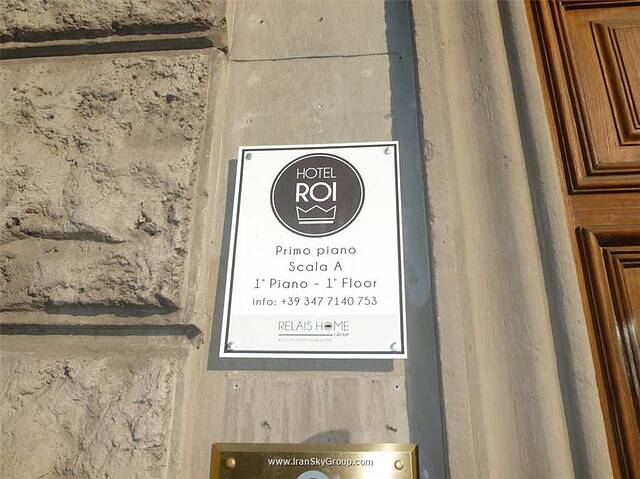 HOTEL
ROI
Primo piano
Scala A
1° Piano - 1° Floor
info: +39 347 7140 753
RELAIS HOME
GROUP
www.IranSkyGroup.com